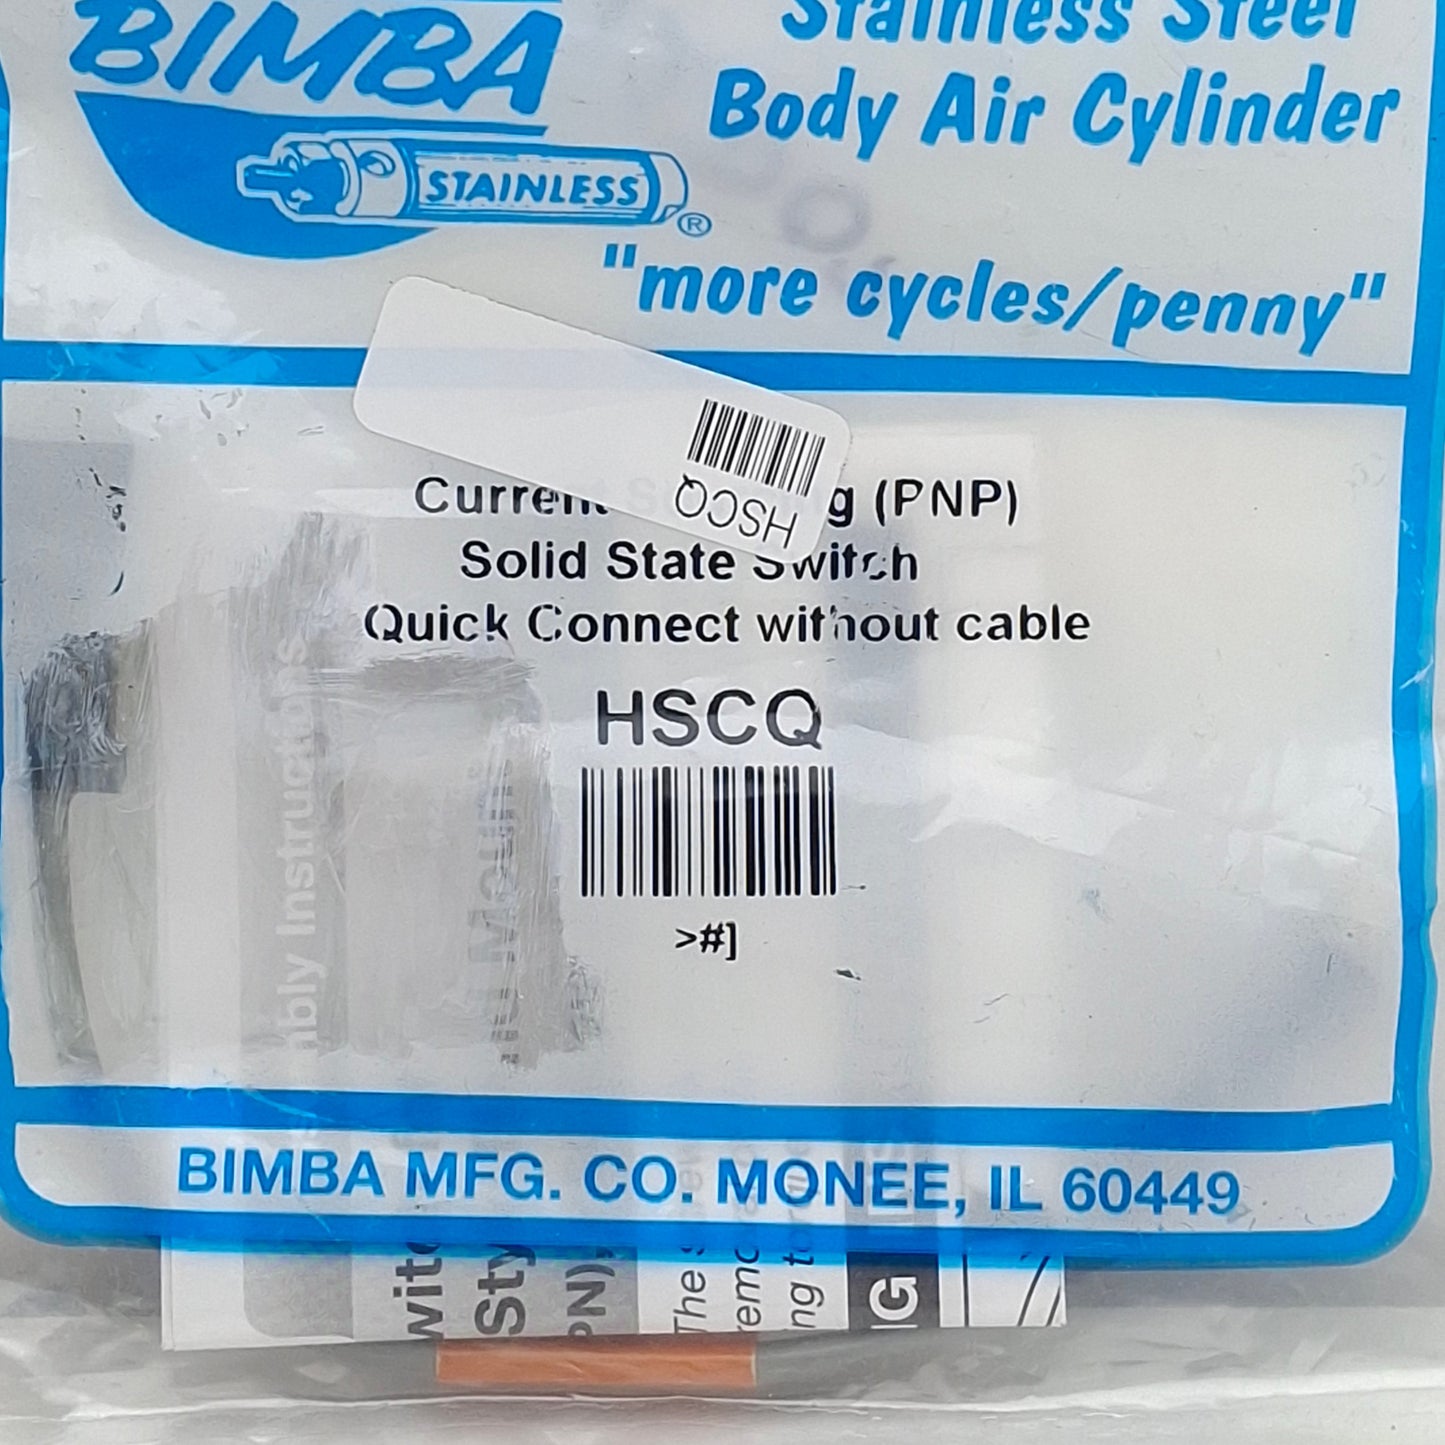 BIMBA
Stainless Steel
Body Air Cylinder
STAINLESS
®
"more cycles/penny"
HSCQ
(PNP)
Solid State Switch
Quick Connect without cable
HSCQ
>#]
Instructions
BIMBA MFG. CO. MONEE, IL 60449
The